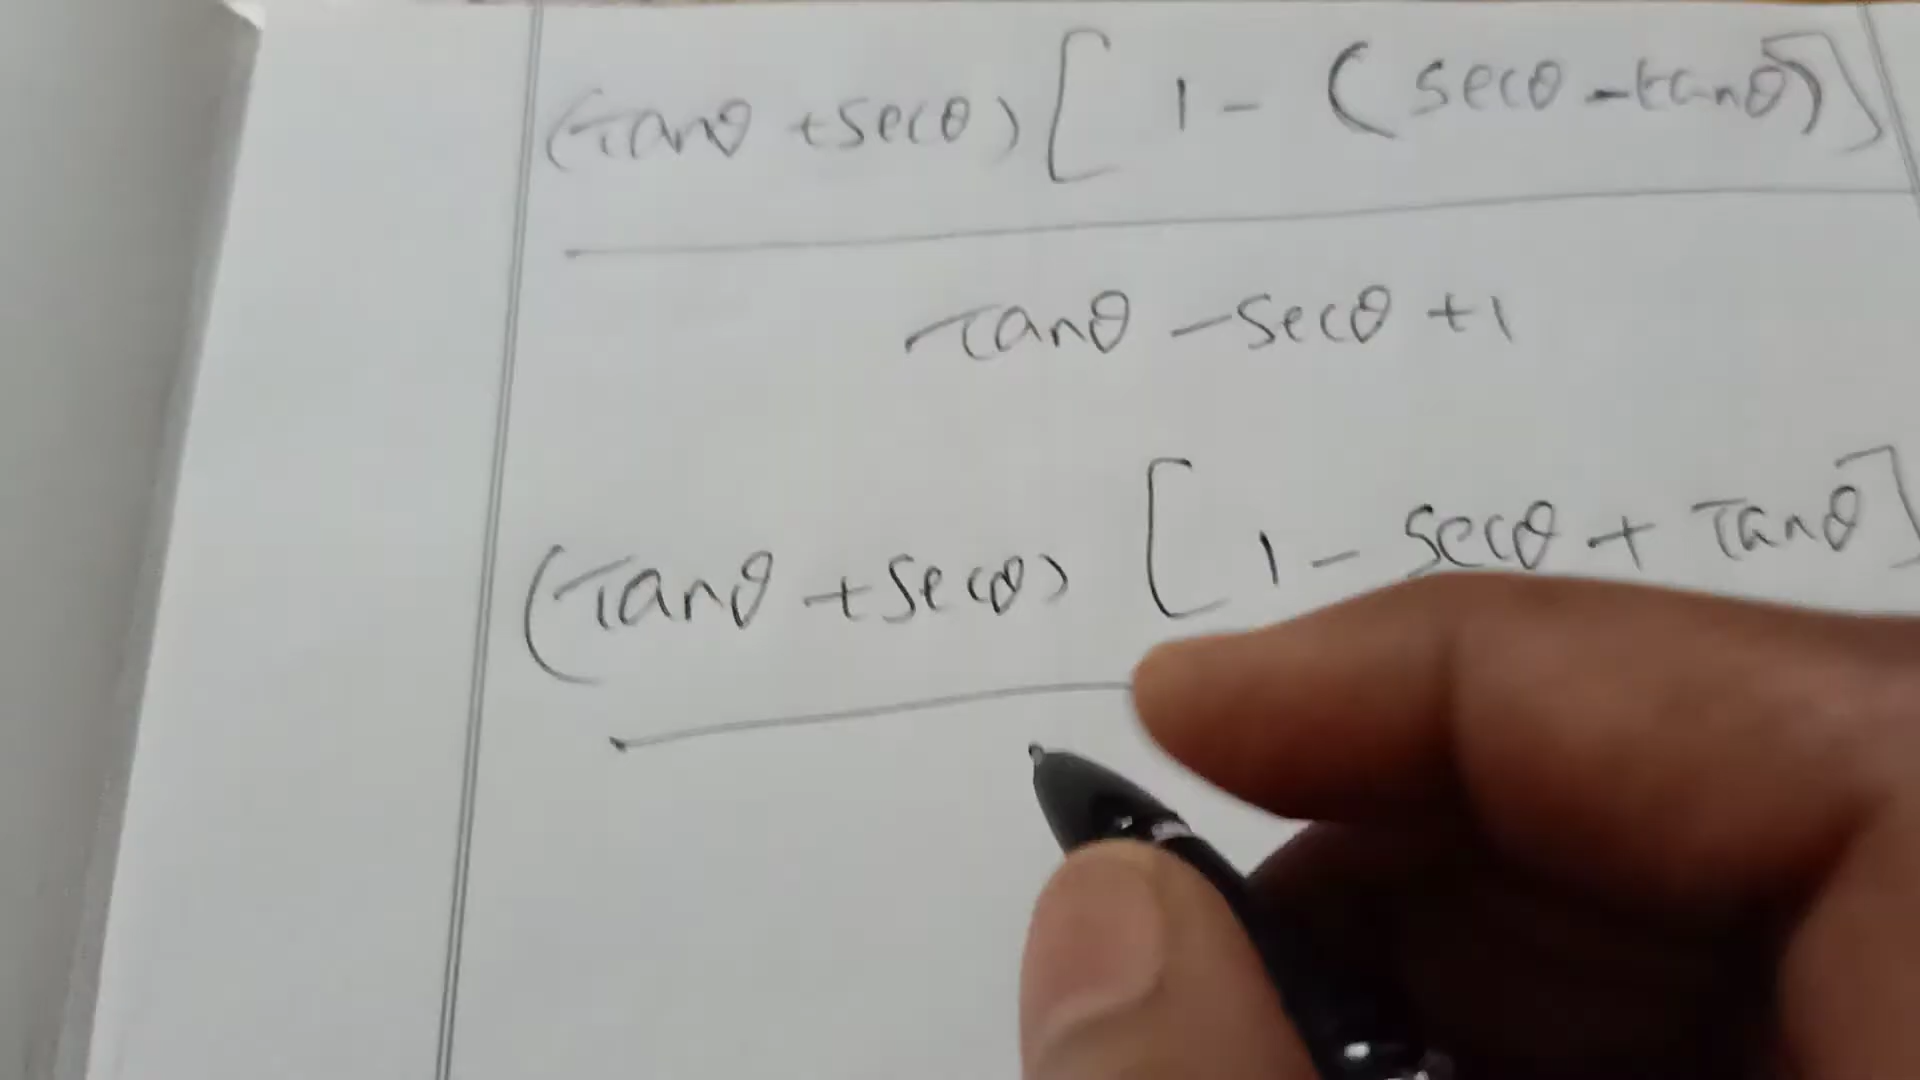 (Tanθ + secθ) [ 1 - (secθ - tanθ) ]
Tanθ - secθ + 1
(Tanθ + secθ) [ 1 - secθ + Tanθ ]